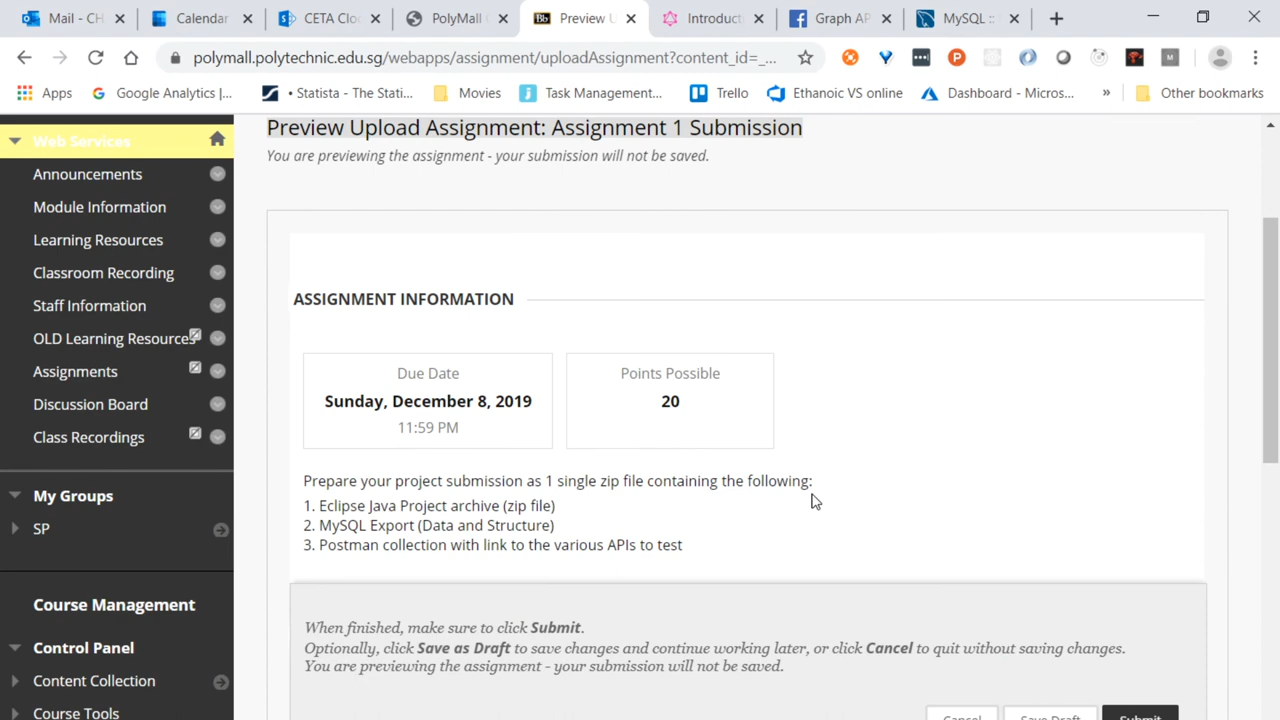 Mail - CH
Calendar
CETA Clo
PolyMall
Bb
Preview U
Introduct
Graph AP
MySQL ::
polymall.polytechnic.edu.sg/webapps/assignment/uploadAssignment?content_id=_...
Apps
Google Analytics |...
• Statista - The Stati...
Movies
Task Management...
Trello
Ethanoic VS online
Dashboard - Micros...
»
Other bookmarks
Web Services
Announcements
Module Information
Learning Resources
Classroom Recording
Staff Information
OLD Learning Resources
Assignments
Discussion Board
Class Recordings
My Groups
SP
Course Management
Control Panel
Content Collection
Course Tools
Preview Upload Assignment: Assignment 1 Submission
You are previewing the assignment - your submission will not be saved.
ASSIGNMENT INFORMATION
Due Date
Sunday, December 8, 2019
11:59 PM
Points Possible
20
Prepare your project submission as 1 single zip file containing the following:
1. Eclipse Java Project archive (zip file)
2. MySQL Export (Data and Structure)
3. Postman collection with link to the various APIs to test
When finished, make sure to click Submit.
Optionally, click Save as Draft to save changes and continue working later, or click Cancel to quit without saving changes.
You are previewing the assignment - your submission will not be saved.
Cancel
Save Draft
Submit